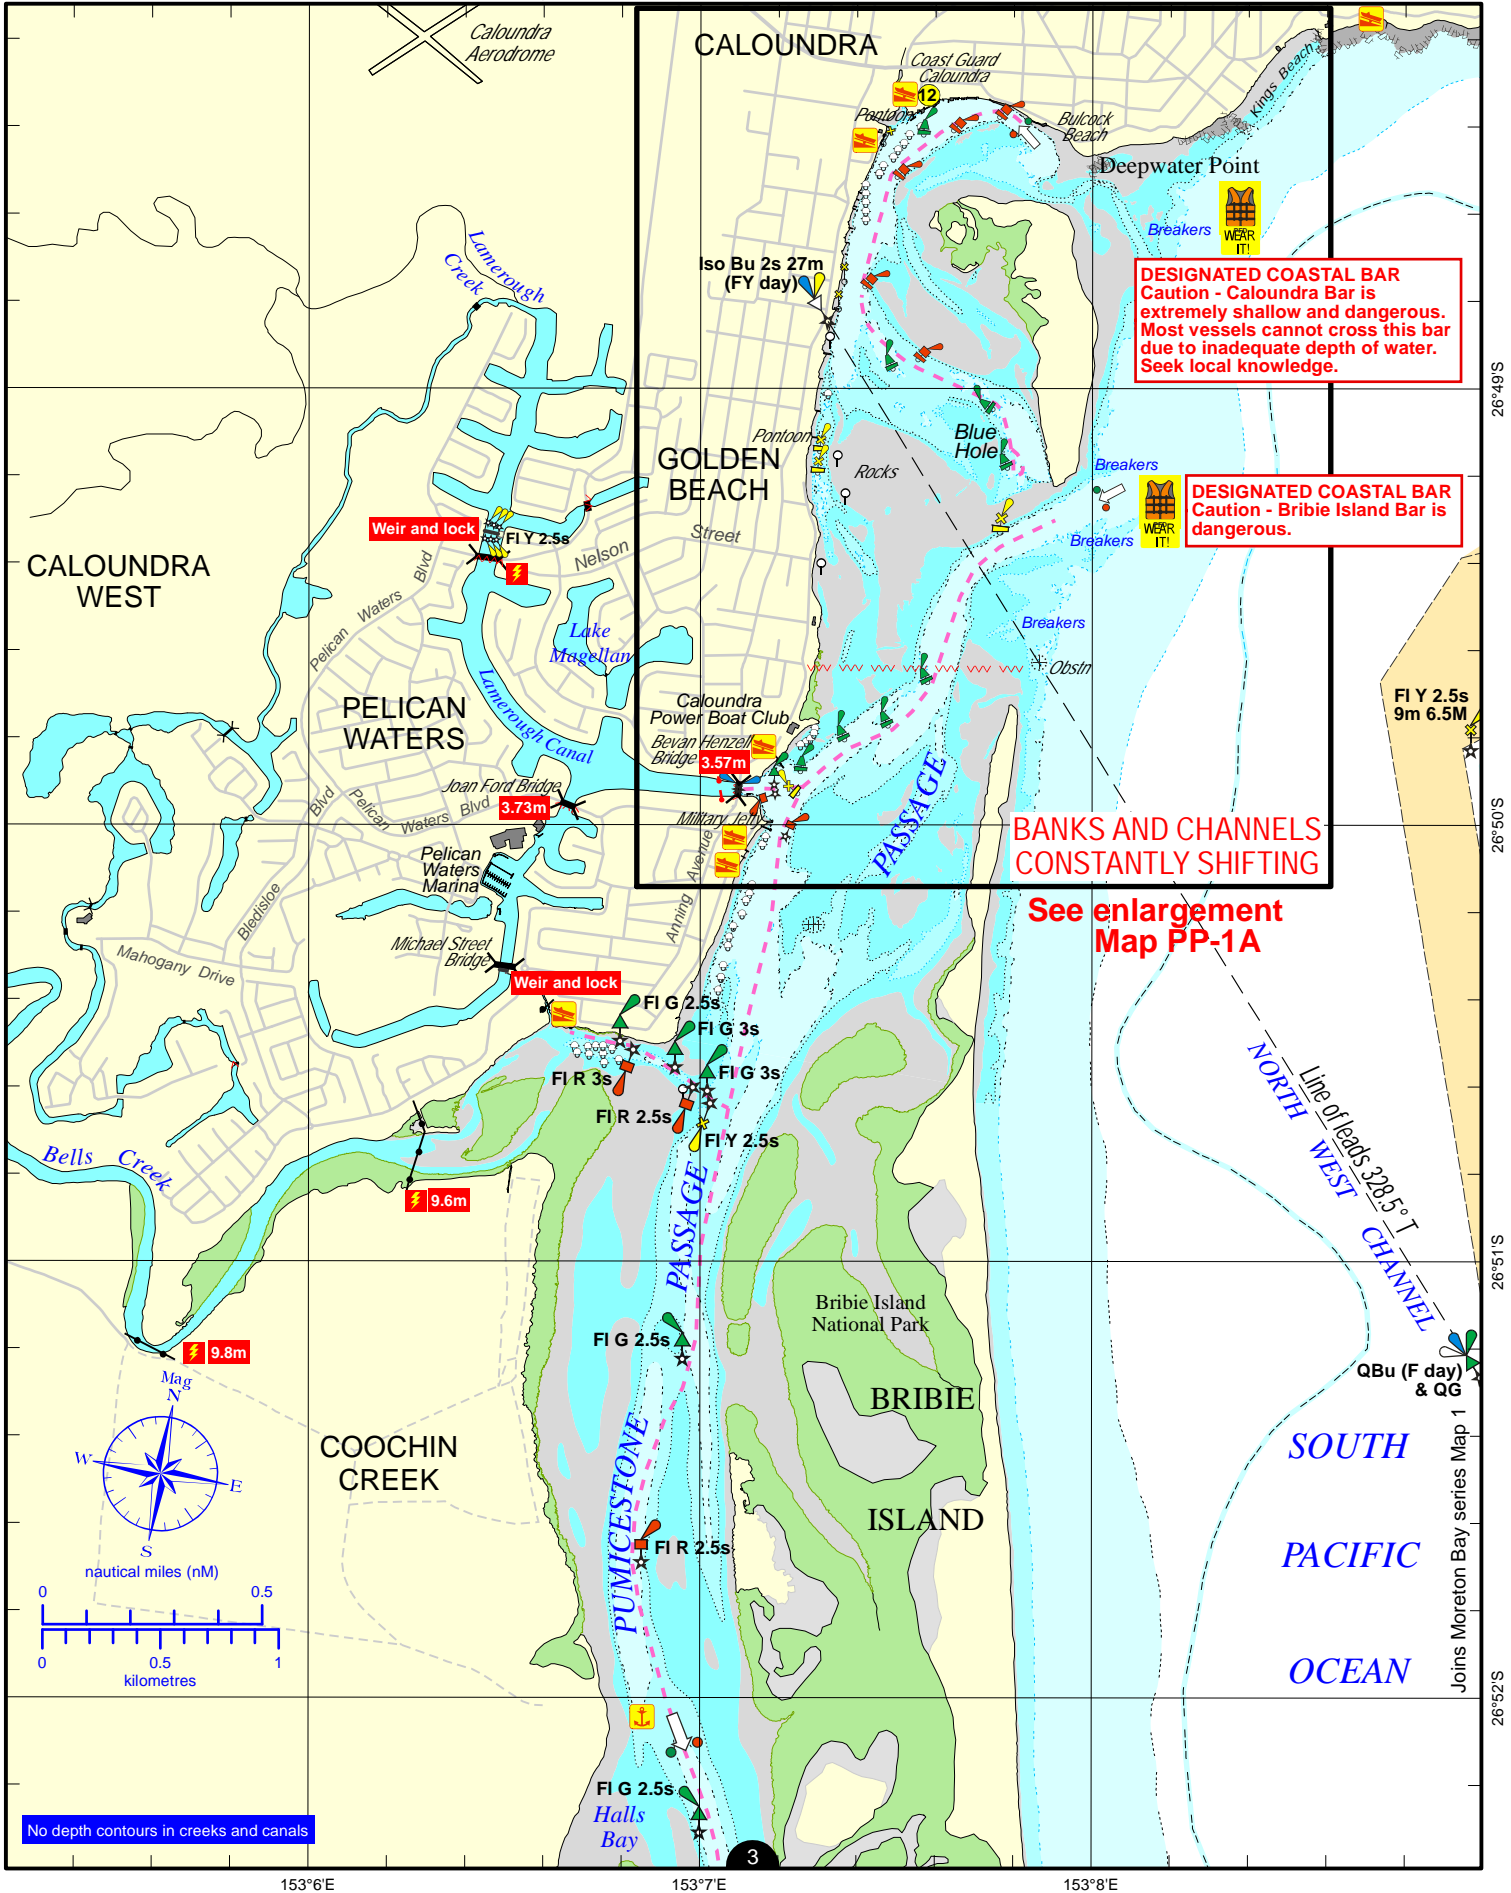 Caloundra
Aerodrome
CALOUNDRA
Coast Guard
Caloundra
12
Pontoon
Bulcock
Beach
Kings Beach
Deepwater Point
Breakers
WEAR
IT!
DESIGNATED COASTAL BAR
Caution - Caloundra Bar is
extremely shallow and dangerous.
Most vessels cannot cross this bar
due to inadequate depth of water.
Seek local knowledge.
Lamerough
Creek
Iso Bu 2s 27m
(FY day)
26°49'S
Pontoon
GOLDEN
BEACH
Rocks
Blue
Hole
Breakers
WEAR
IT!
DESIGNATED COASTAL BAR
Caution - Bribie Island Bar is
dangerous.
Breakers
Weir and lock
Fl Y 2.5s
Nelson
Street
CALOUNDRA
WEST
Pelican Waters Blvd
Lake
Magellan
Breakers
Obstn
PELICAN
WATERS
Lamerough Canal
Caloundra
Power Boat Club
Bevan Henzell
Bridge
3.57m
Fl Y 2.5s
9m 6.5M
Joan Ford Bridge
3.73m
Pelican Waters Blvd
Military Jetty
PASSAGE
BANKS AND CHANNELS
CONSTANTLY SHIFTING
26°50'S
Pelican
Waters
Marina
Anning Avenue
See enlargement
Map PP-1A
Bledisloe Blvd
Mahogany Drive
Michael Street
Bridge
Weir and lock
Fl G 2.5s
Fl G 3s
Fl G 3s
Fl R 3s
Fl R 2.5s
Fl Y 2.5s
Bells Creek
9.6m
Line of leads 328.5° T
NORTH WEST CHANNEL
PUMICESTONE PASSAGE
26°51'S
Bribie Island
National Park
Fl G 2.5s
9.8m
QBu (F day)
& QG
Mag
N
W
E
S
COOCHIN
CREEK
BRIBIE
ISLAND
SOUTH
PACIFIC
OCEAN
Joins Moreton Bay series Map 1
nautical miles (nM)
0 0.5
0 0.5 1
kilometres
Fl R 2.5s
26°52'S
Fl G 2.5s
Halls
Bay
No depth contours in creeks and canals
3
153°6'E
153°7'E
153°8'E